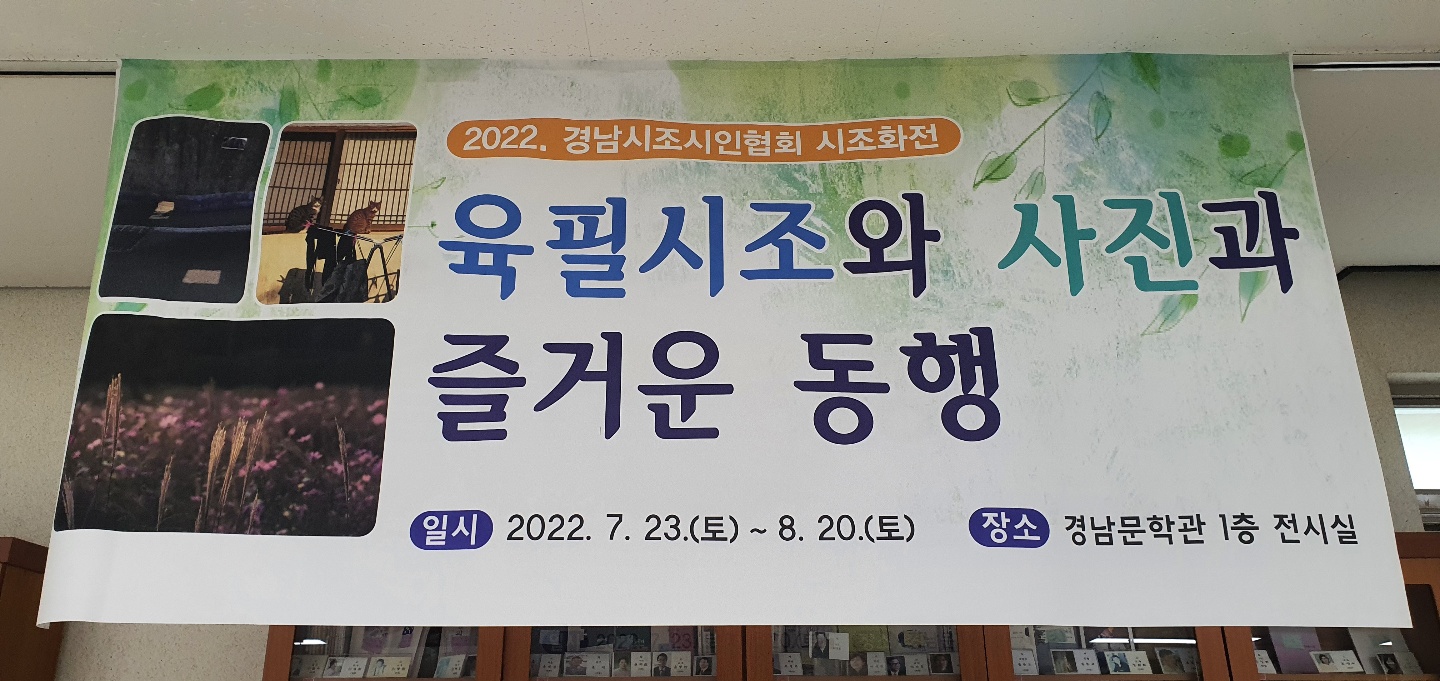 2022. 경남시조시인협회 시조화전
육필시조와 사진과
즐거운 동행
일시 2022. 7. 23.(토) ~ 8. 20.(토) 장소 경남문학관 1층 전시실